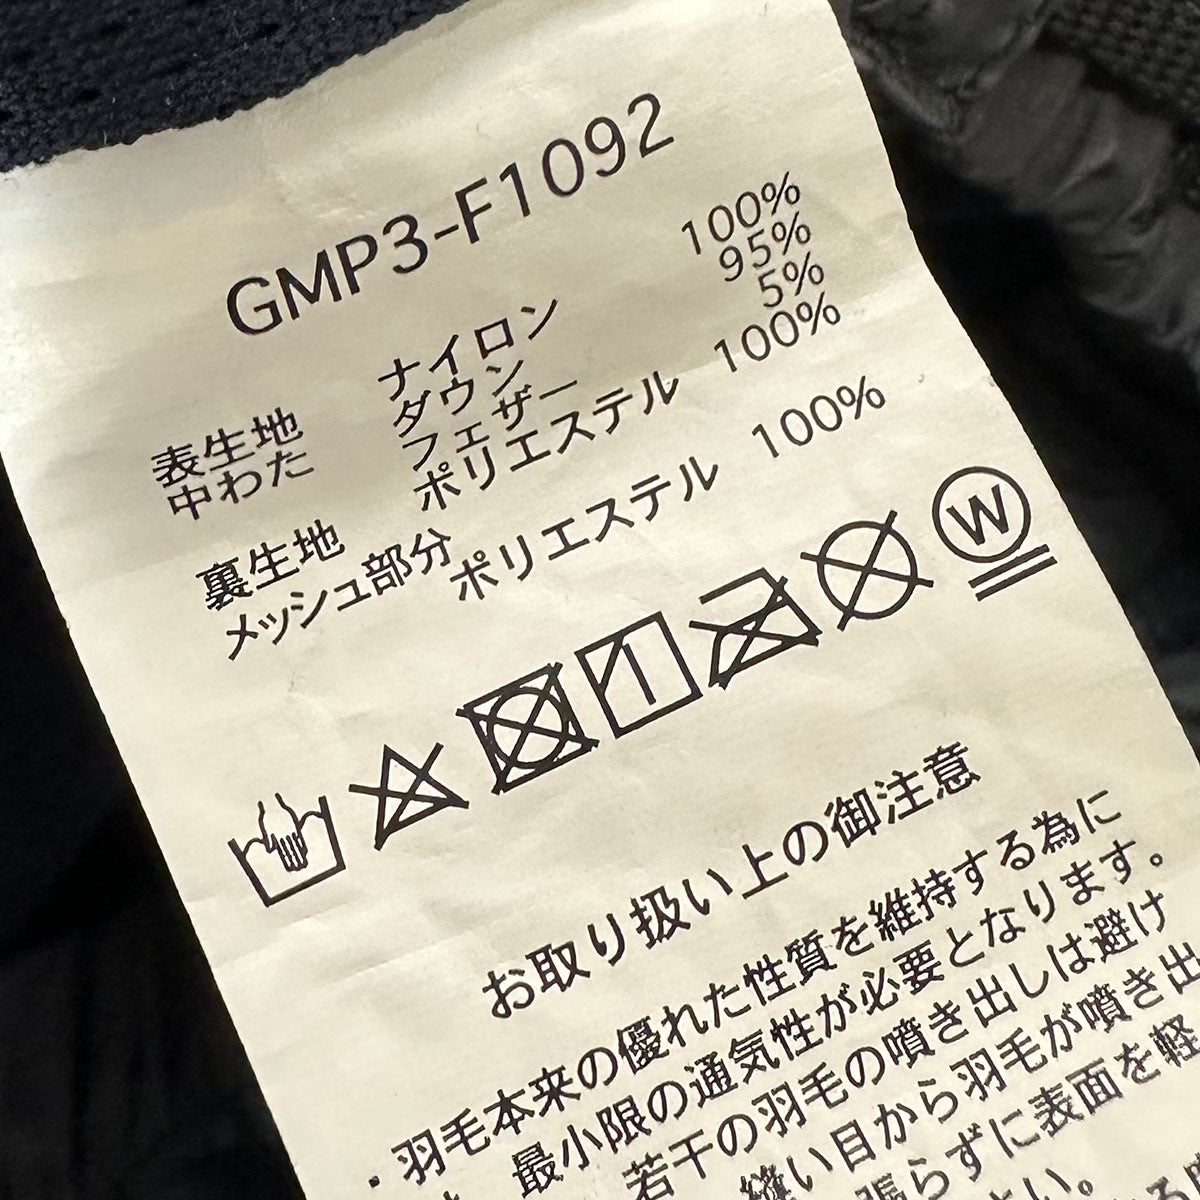 GMP3-F1092
表生地 ナイロン 100%
中わた ダウン 95%
フェザー 5%
裏生地 ポリエステル 100%
メッシュ部分
ポリエステル 100%
W
お取り扱い上の御注意
・羽毛本来の優れた性質を維持する為に
最小限の通気性が必要となります。
若干の羽毛の噴き出しは避け
縫い目から羽毛が噴き出
張らずに表面を軽
さい。